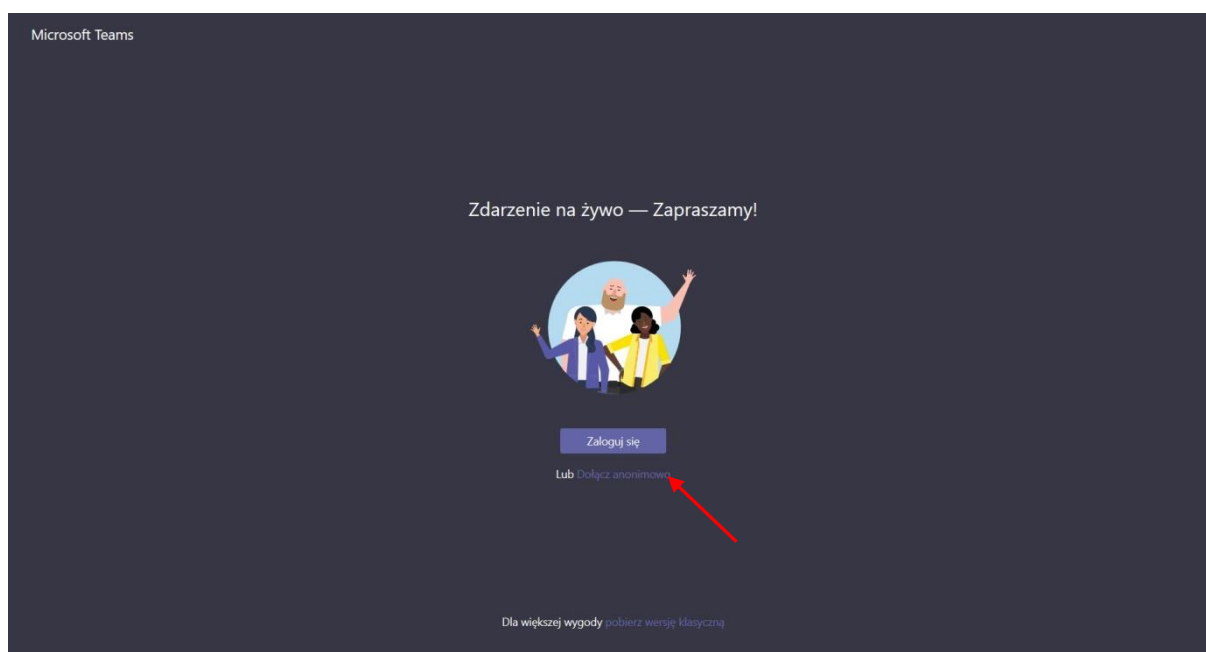 Microsoft Teams
Zdarzenie na żywo — Zapraszamy!
Zaloguj się
Lub Dołącz anonimowo
Dla większej wygody pobierz wersję klasyczną